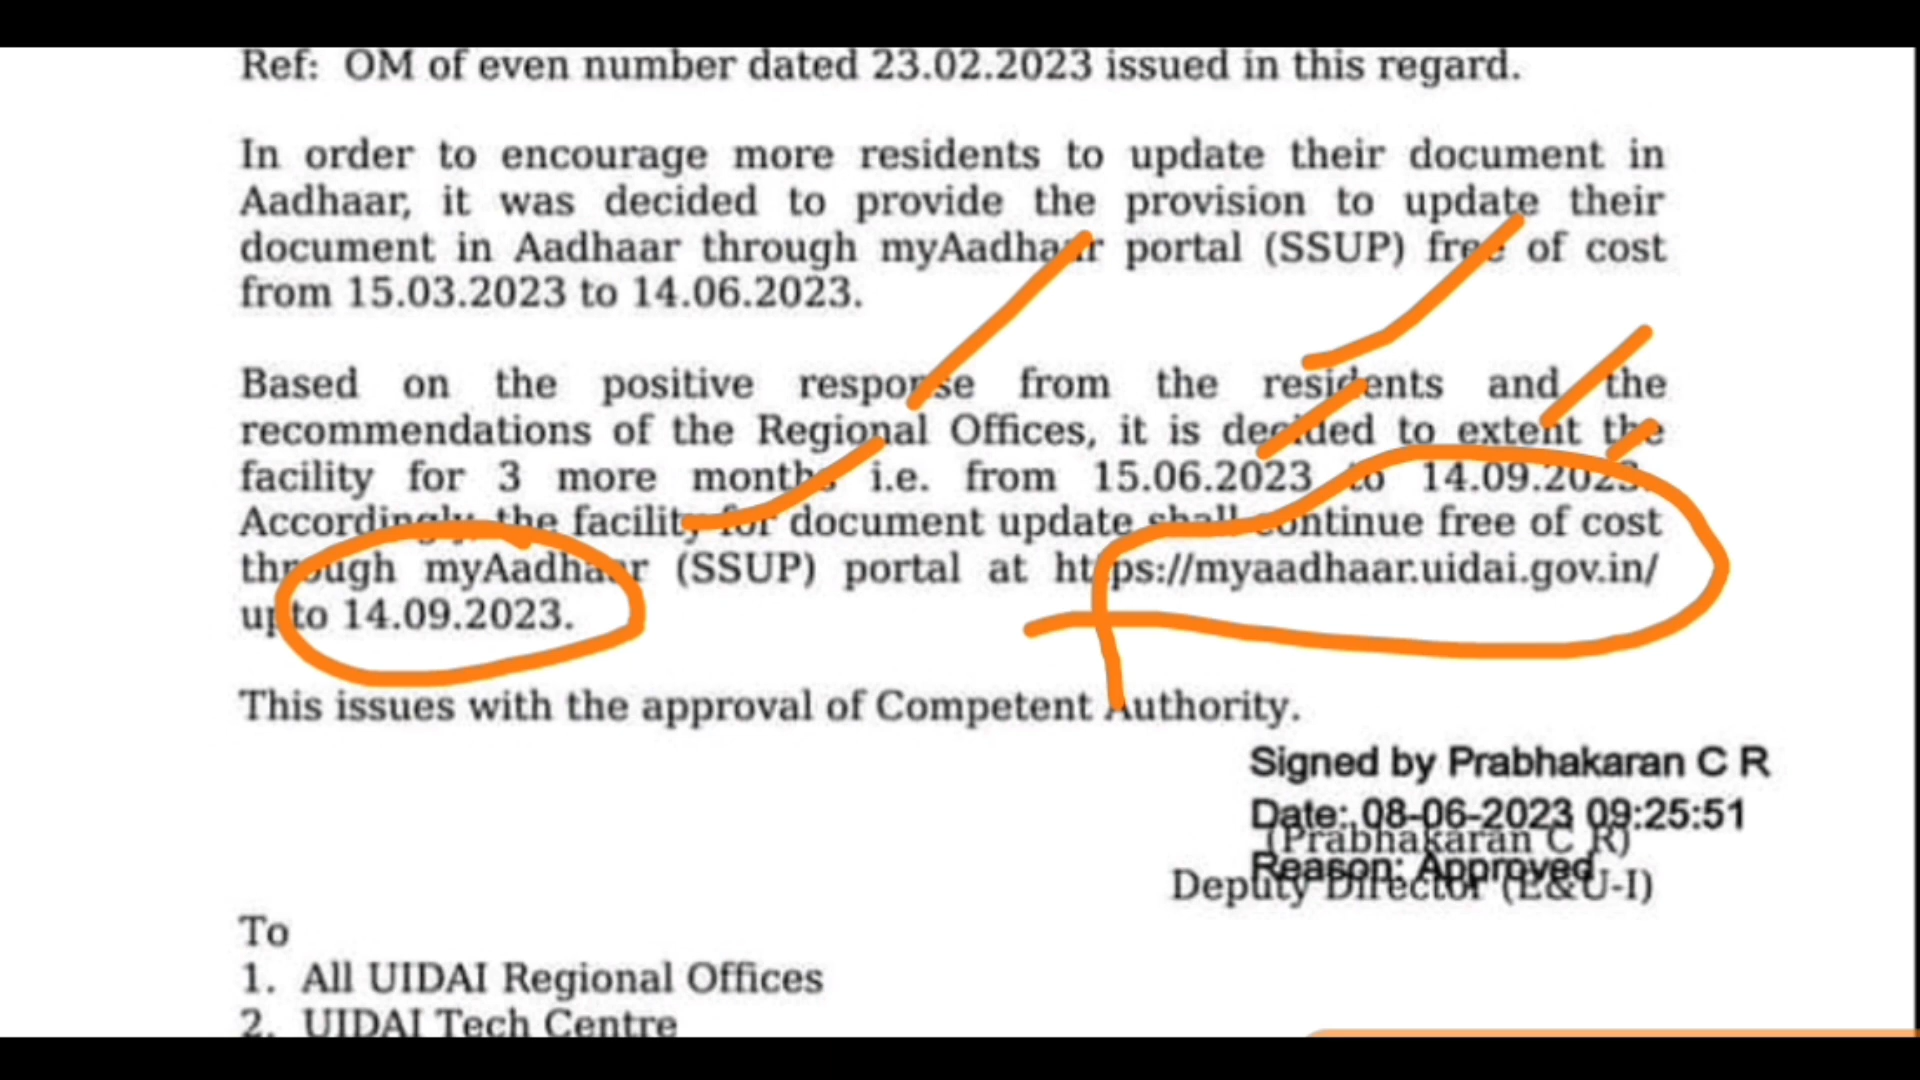 Ref: OM of even number dated 23.02.2023 issued in this regard.
In order to encourage more residents to update their document in
Aadhaar, it was decided to provide the provision to update their
document in Aadhaar through myAadhaar portal (SSUP) free of cost
from 15.03.2023 to 14.06.2023.
Based on the positive response from the residents and the
recommendations of the Regional Offices, it is decided to extent the
facility for 3 more months i.e. from 15.06.2023 to 14.09.2023.
Accordingly, the facility for document update shall continue free of cost
through myAadhaar (SSUP) portal at https://myaadhaar.uidai.gov.in/
upto 14.09.2023.
This issues with the approval of Competent Authority.
Signed by Prabhakaran C R
Date: 08-06-2023 09:25:51
(Prabhakaran C R)
Reason: Approved
Deputy Director (E&U-I)
To
1. All UIDAI Regional Offices
2. UIDAI Tech Centre